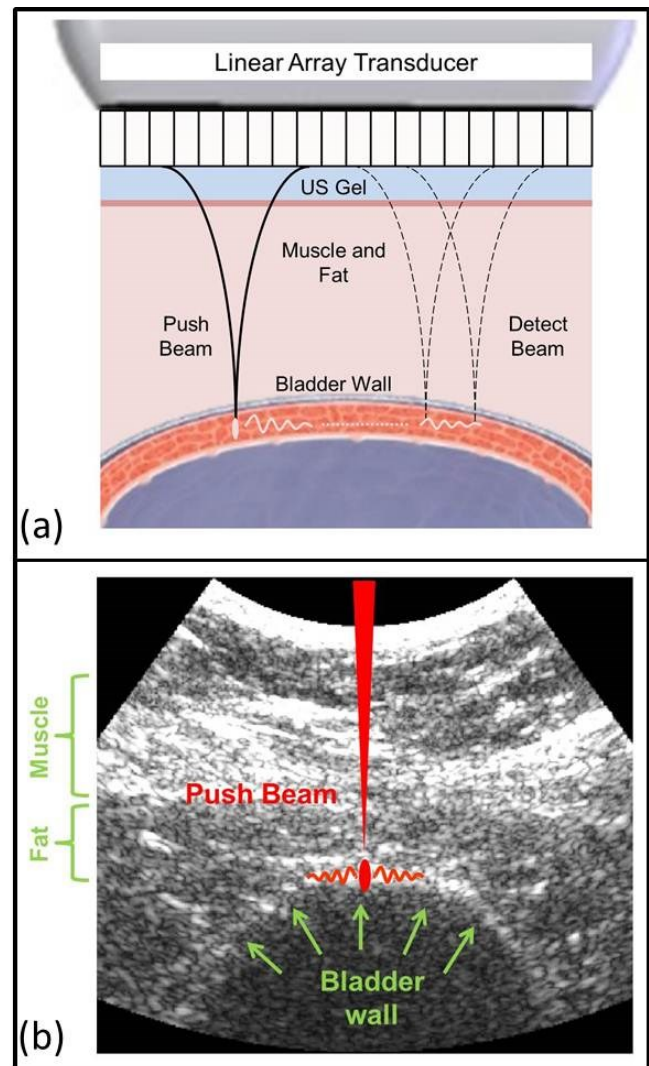 Linear Array Transducer
US Gel
Muscle and
Fat
Push
Beam
Detect
Beam
Bladder Wall
(a)
Muscle
Push Beam
Fat
Bladder
wall
(b)